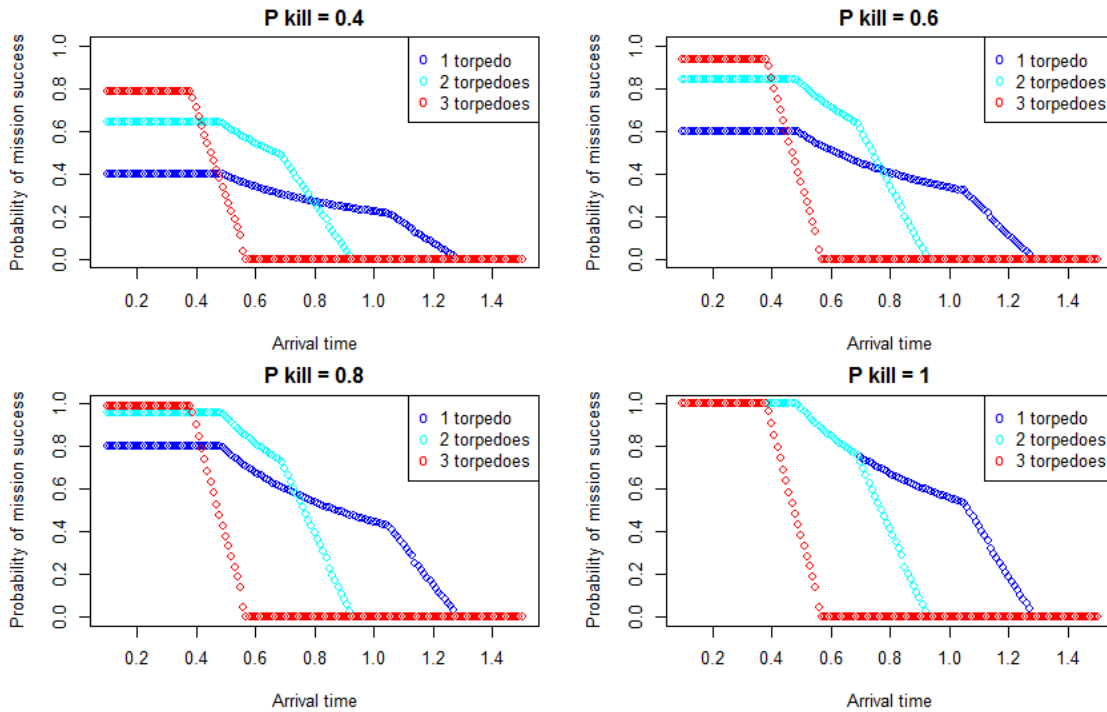 P kill = 0.4
Probability of mission success
0.0 0.2 0.4 0.6 0.8 1.0
1 torpedo
2 torpedoes
3 torpedoes
0.2 0.4 0.6 0.8 1.0 1.2 1.4
Arrival time
P kill = 0.6
Probability of mission success
0.0 0.2 0.4 0.6 0.8 1.0
1 torpedo
2 torpedoes
3 torpedoes
0.2 0.4 0.6 0.8 1.0 1.2 1.4
Arrival time
P kill = 0.8
Probability of mission success
0.0 0.2 0.4 0.6 0.8 1.0
1 torpedo
2 torpedoes
3 torpedoes
0.2 0.4 0.6 0.8 1.0 1.2 1.4
Arrival time
P kill = 1
Probability of mission success
0.0 0.2 0.4 0.6 0.8 1.0
1 torpedo
2 torpedoes
3 torpedoes
0.2 0.4 0.6 0.8 1.0 1.2 1.4
Arrival time